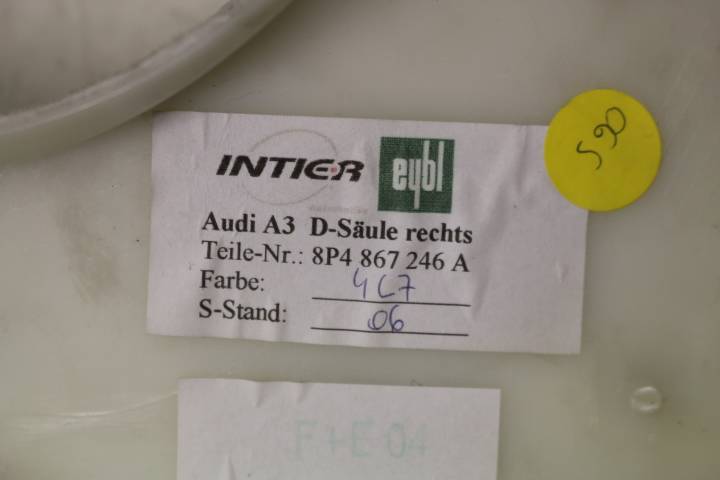 INTIER eybl
590
Audi A3 D-Säule rechts
Teile-Nr.: 8P4 867 246 A
Farbe: 4C7
S-Stand: 06
F+E 04